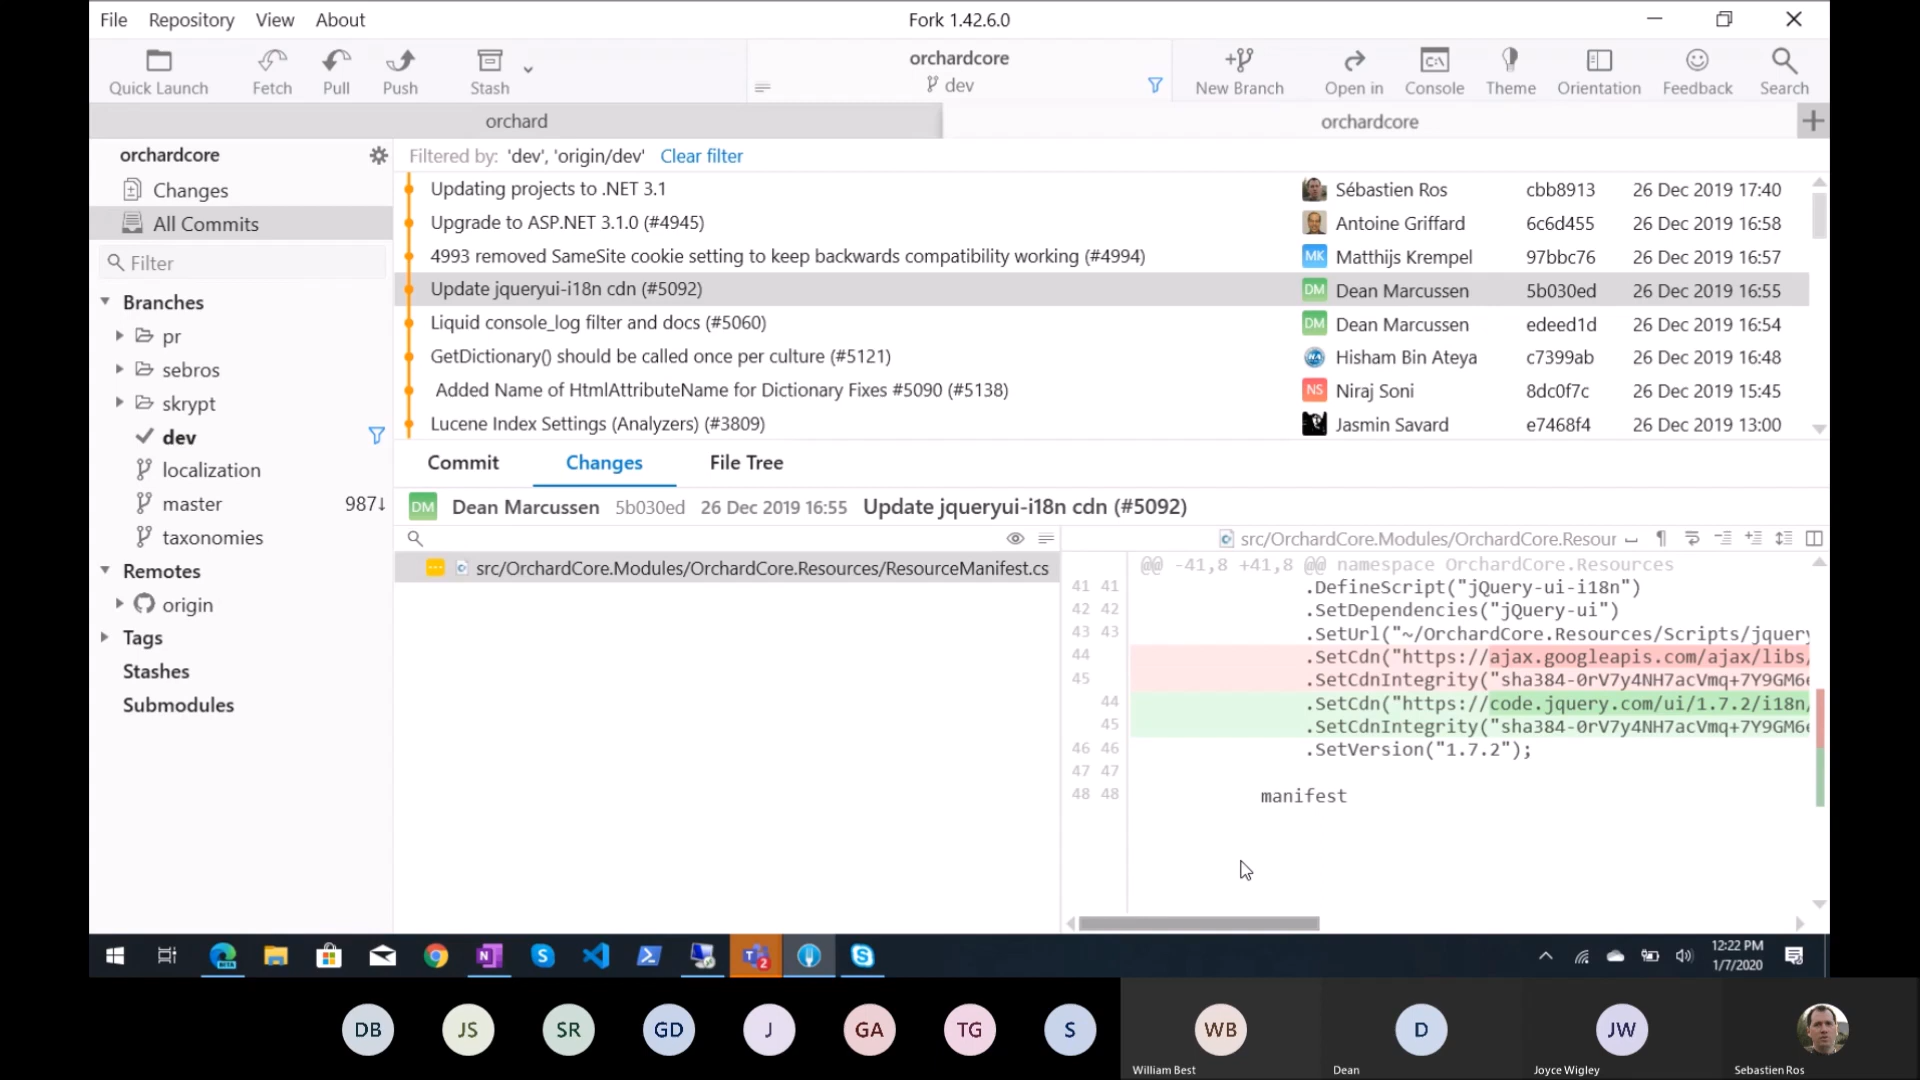 File Repository View About
Fork 1.42.6.0
Quick Launch
Fetch
Pull
Push
Stash
orchardcore
dev
New Branch
Open in
Console
Theme
Orientation
Feedback
Search
orchard
orchardcore
orchardcore
Changes
All Commits
Filter
Branches
pr
sebros
skrypt
dev
localization
master 987↓
taxonomies
Remotes
origin
Tags
Stashes
Submodules
Filtered by: 'dev', 'origin/dev' Clear filter
Updating projects to .NET 3.1 Sébastien Ros cbb8913 26 Dec 2019 17:40
Upgrade to ASP.NET 3.1.0 (#4945) Antoine Griffard 6c6d455 26 Dec 2019 16:58
4993 removed SameSite cookie setting to keep backwards compatibility working (#4994) MK Matthijs Krempel 97bbc76 26 Dec 2019 16:57
Update jqueryui-i18n cdn (#5092) DM Dean Marcussen 5b030ed 26 Dec 2019 16:55
Liquid console_log filter and docs (#5060) DM Dean Marcussen edeed1d 26 Dec 2019 16:54
GetDictionary() should be called once per culture (#5121) Hisham Bin Ateya c7399ab 26 Dec 2019 16:48
Added Name of HtmlAttributeName for Dictionary Fixes #5090 (#5138) NS Niraj Soni 8dc0f7c 26 Dec 2019 15:45
Lucene Index Settings (Analyzers) (#3809) Jasmin Savard e7468f4 26 Dec 2019 13:00
Commit Changes File Tree
DM Dean Marcussen 5b030ed 26 Dec 2019 16:55 Update jqueryui-i18n cdn (#5092)
src/OrchardCore.Modules/OrchardCore.Resources/ResourceManifest.cs
src/OrchardCore.Modules/OrchardCore.Resour
@@ -41,8 +41,8 @@ namespace OrchardCore.Resources
41 41 .DefineScript("jQuery-ui-i18n")
42 42 .SetDependencies("jQuery-ui")
43 43 .SetUrl("~/OrchardCore.Resources/Scripts/jquery
44 .SetCdn("https://ajax.googleapis.com/ajax/libs/
45 .SetCdnIntegrity("sha384-0rV7y4NH7acVmq+7Y9GM6e
44 .SetCdn("https://code.jquery.com/ui/1.7.2/i18n/
45 .SetCdnIntegrity("sha384-0rV7y4NH7acVmq+7Y9GM6e
46 46 .SetVersion("1.7.2");
47 47
48 48 manifest
12:22 PM
1/7/2020
DB JS SR GD J GA TG S WB D JW
William Best Dean Joyce Wigley Sebastien Ros